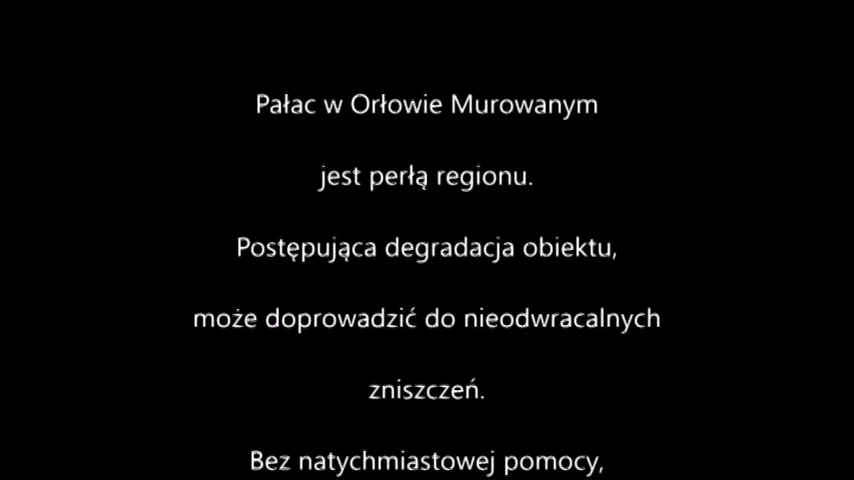 Pałac w Orłowie Murowanym
jest perłą regionu.
Postępująca degradacja obiektu,
może doprowadzić do nieodwracalnych
zniszczeń.
Bez natychmiastowej pomocy,